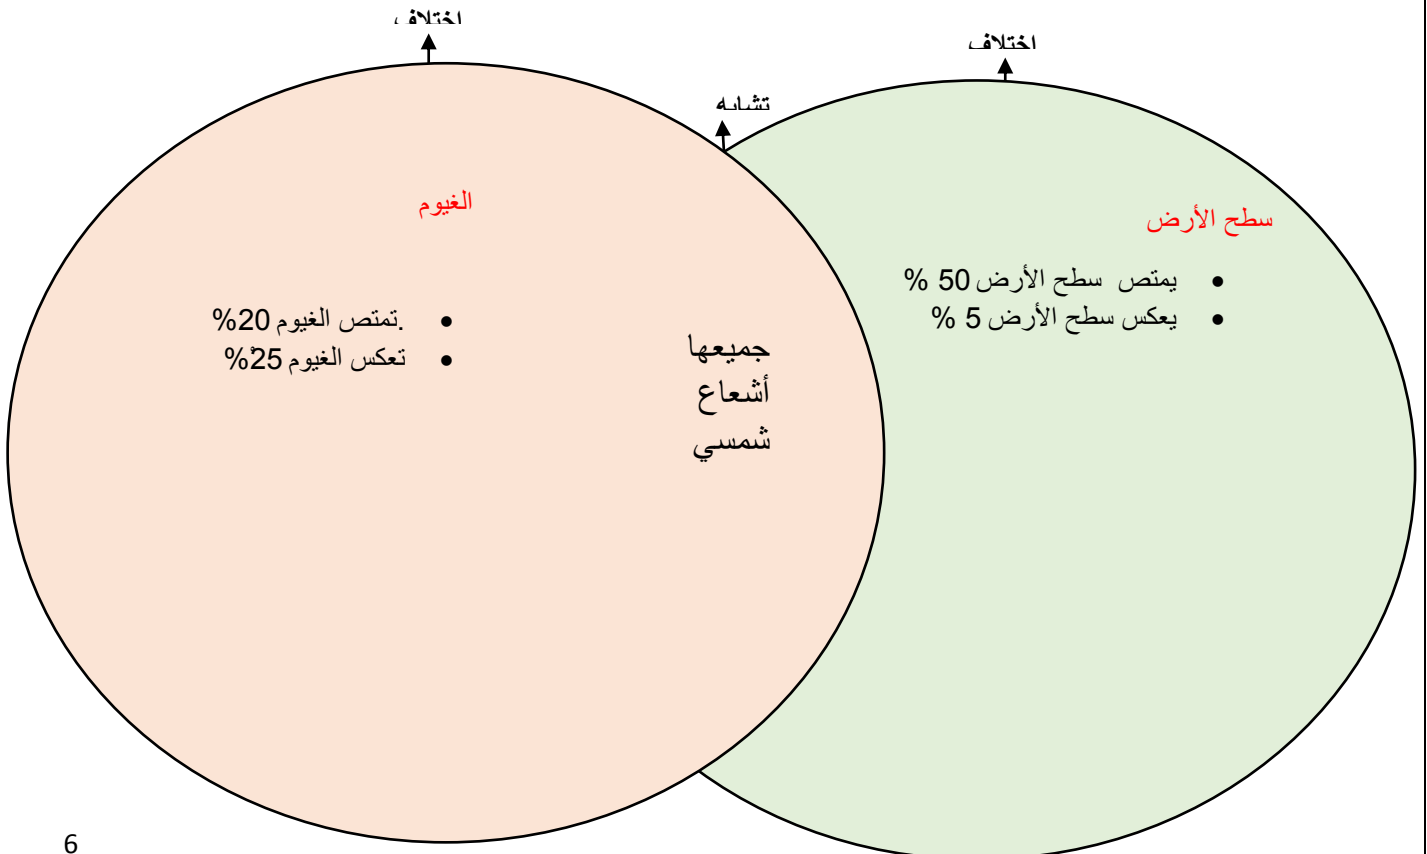 اختلاف
اختلاف
تشابه
سطح الأرض
يمتص سطح الأرض 50 %
يعكس سطح الأرض 5 %
الغيوم
.تمتص الغيوم 20%
تعكس الغيوم 25%
جميعها
أشعاع
شمسي
6